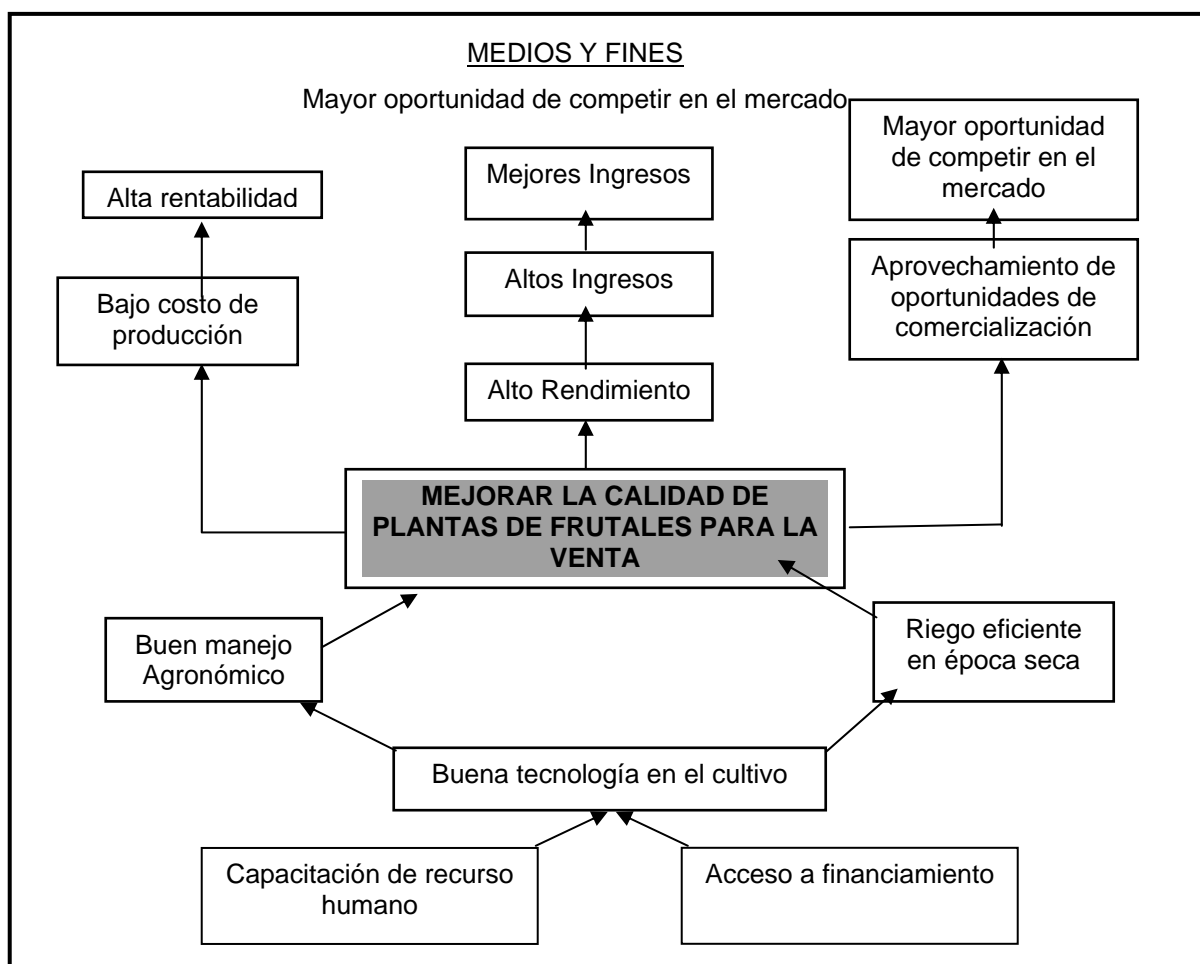 MEDIOS Y FINES
Mayor oportunidad de competir en el mercado
Mayor oportunidad
de competir en el
mercado
Mejores Ingresos
Alta rentabilidad
Altos Ingresos
Aprovechamiento de
oportunidades de
comercialización
Bajo costo de
producción
Alto Rendimiento
MEJORAR LA CALIDAD DE
PLANTAS DE FRUTALES PARA LA
VENTA
Buen manejo
Agronómico
Riego eficiente
en época seca
Buena tecnología en el cultivo
Capacitación de recurso
humano
Acceso a financiamiento